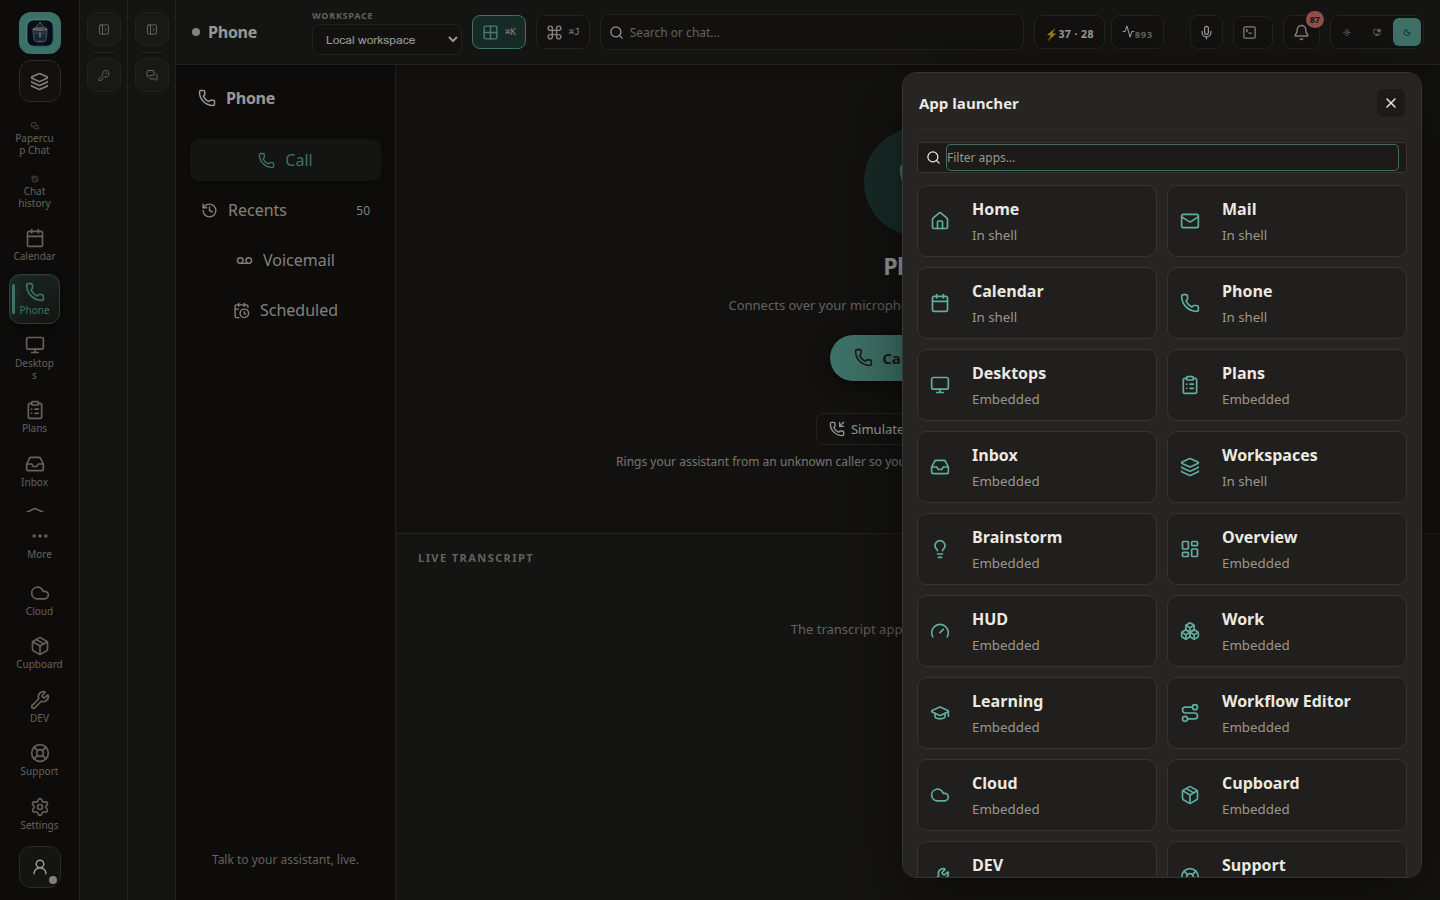 Papercu
p Chat
Chat
history
Calendar
Phone
Desktop
s
Plans
Inbox
More
Cloud
Cupboard
DEV
Support
Settings
Phone
WORKSPACE
Local workspace
⌘K
⌘J
Search or chat...
⚡37 · 28
893
87
Phone
Call
Recents
50
Voicemail
Scheduled
Talk to your assistant, live.
Connects over your microph
Ca
Simulate
Rings your assistant from an unknown caller so you
LIVE TRANSCRIPT
The transcript app
App launcher
Filter apps...
Home
In shell
Mail
In shell
Calendar
In shell
Phone
In shell
Desktops
Embedded
Plans
Embedded
Inbox
Embedded
Workspaces
In shell
Brainstorm
Embedded
Overview
Embedded
HUD
Embedded
Work
Embedded
Learning
Embedded
Workflow Editor
Embedded
Cloud
Embedded
Cupboard
Embedded
DEV
Support